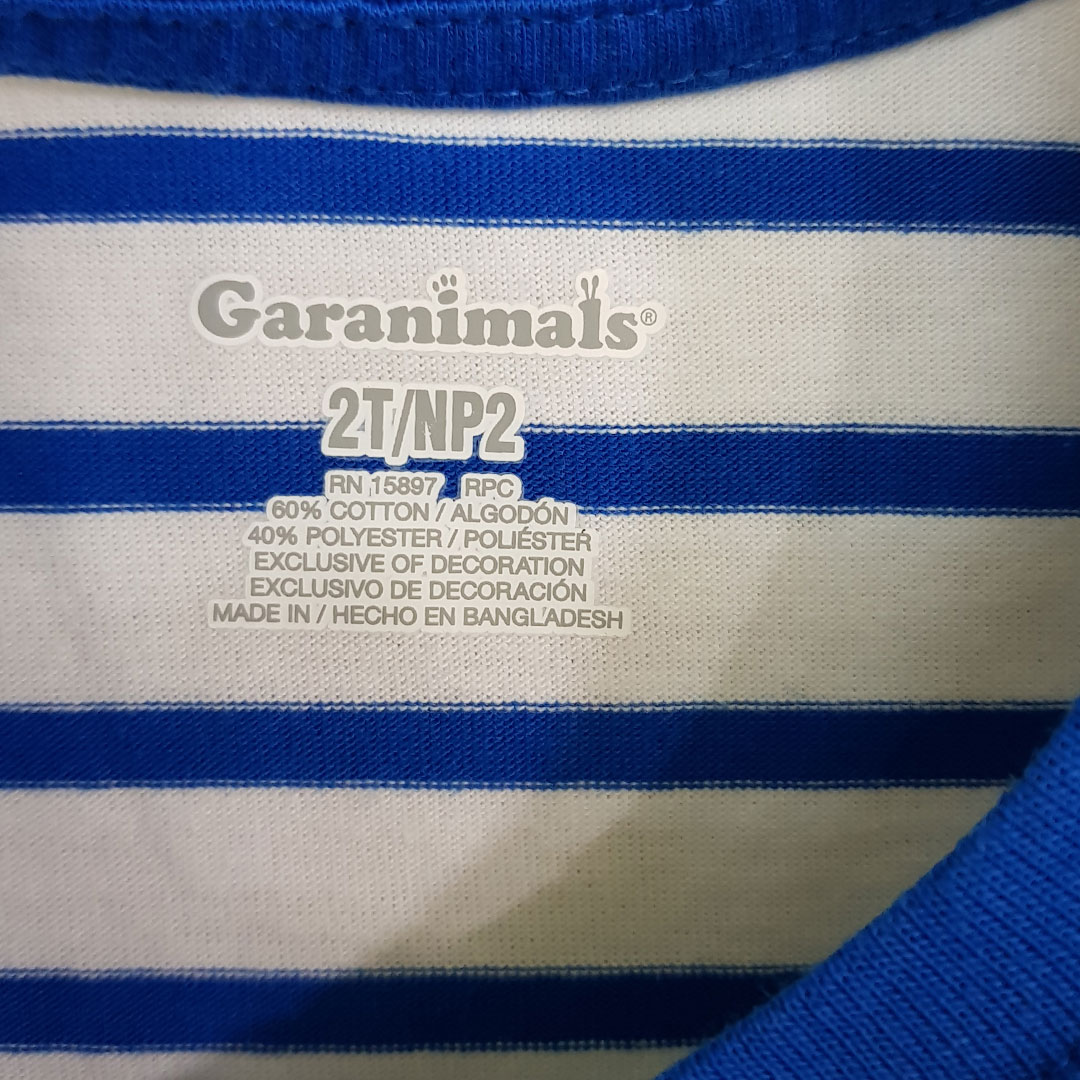 Garanimals®
2T/NP2
RN 15897 RPC
60% COTTON / ALGODÓN
40% POLYESTER / POLIÉSTER
EXCLUSIVE OF DECORATION
EXCLUSIVO DE DECORACIÓN
MADE IN / HECHO EN BANGLADESH